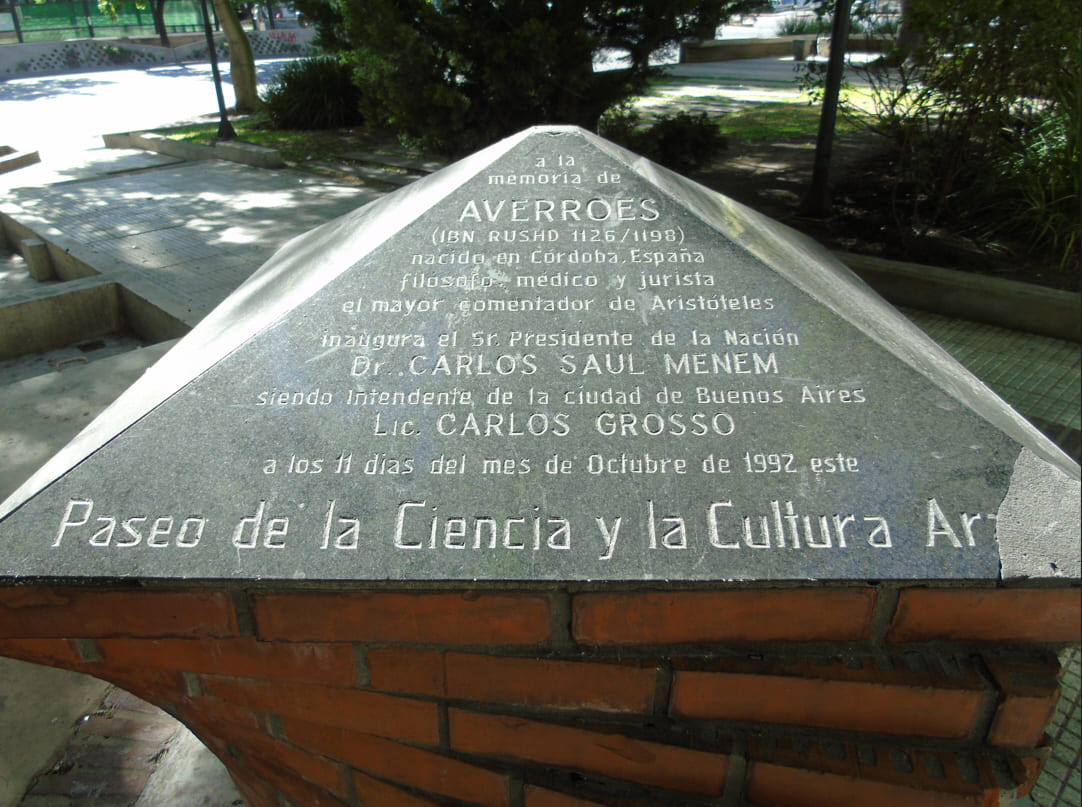 a la
memoria de
AVERROES
(IBN RUSHD 1126/1198)
nacido en Córdoba, España
filósofo, médico y jurista
el mayor comentador de Aristóteles
inaugura el Sr. Presidente de la Nación
Dr. CARLOS SAUL MENEM
siendo Intendente de la ciudad de Buenos Aires
Lic. CARLOS GROSSO
a los 11 días del mes de Octubre de 1992 este
Paseo de la Ciencia y la Cultura Ar